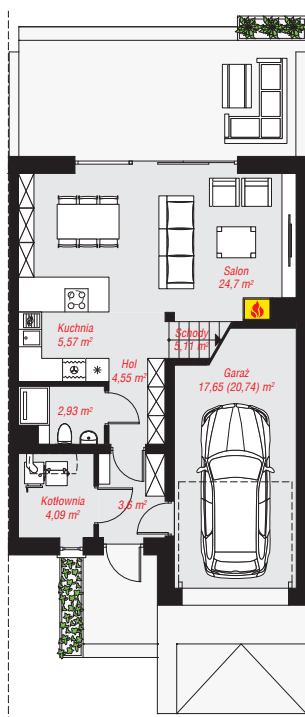 Salon
24,7 m²
Kuchnia
5,57 m²
Schody
5,11 m²
Hol
4,55 m²
Garaż
17,65 (20,74) m²
2,93 m²
Kotłownia
4,09 m²
3,6 m²